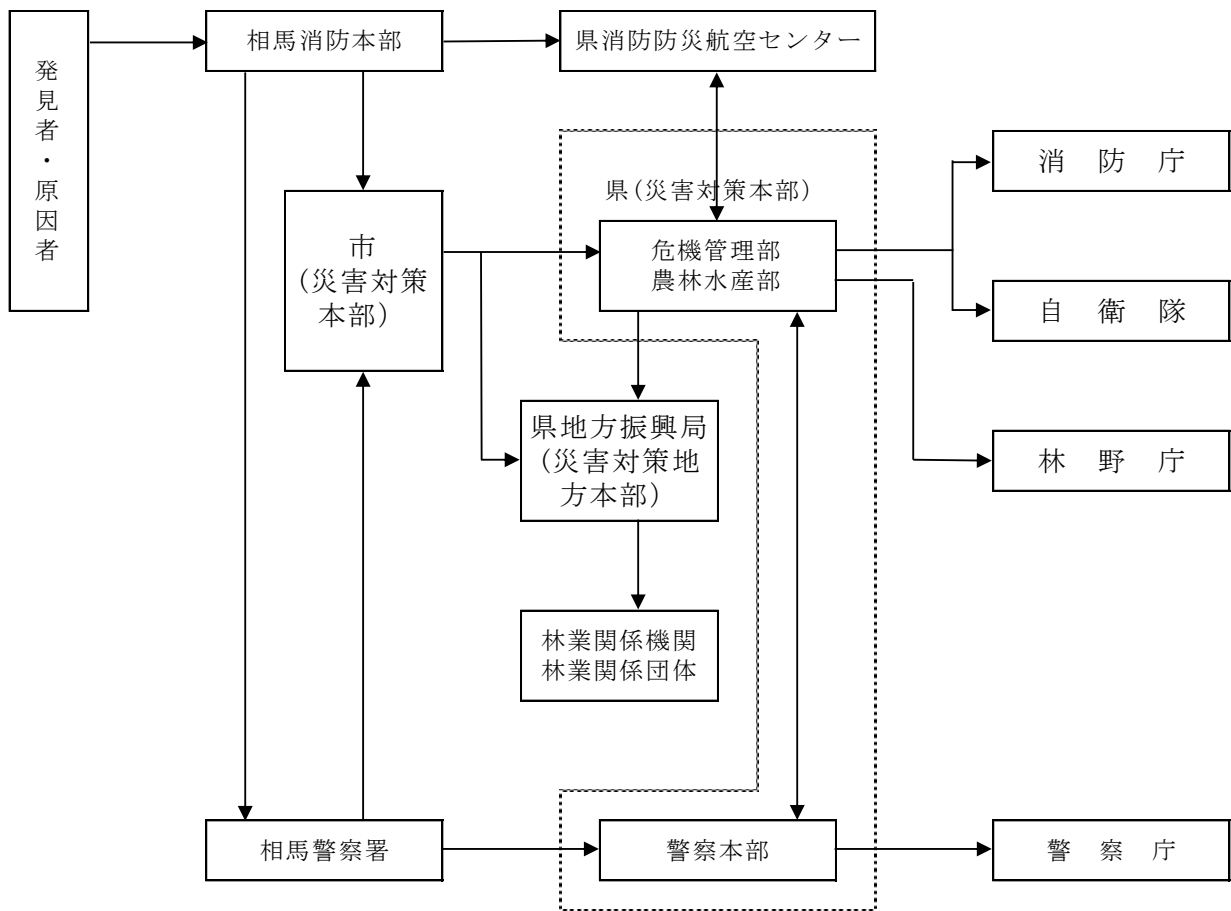 発見者・原因者
相馬消防本部
県消防防災航空センター
県(災害対策本部)
消防庁
市
(災害対策
本部)
危機管理部
農林水産部
自衛隊
県地方振興局
(災害対策地
方本部)
林野庁
林業関係機関
林業関係団体
相馬警察署
警察本部
警察庁